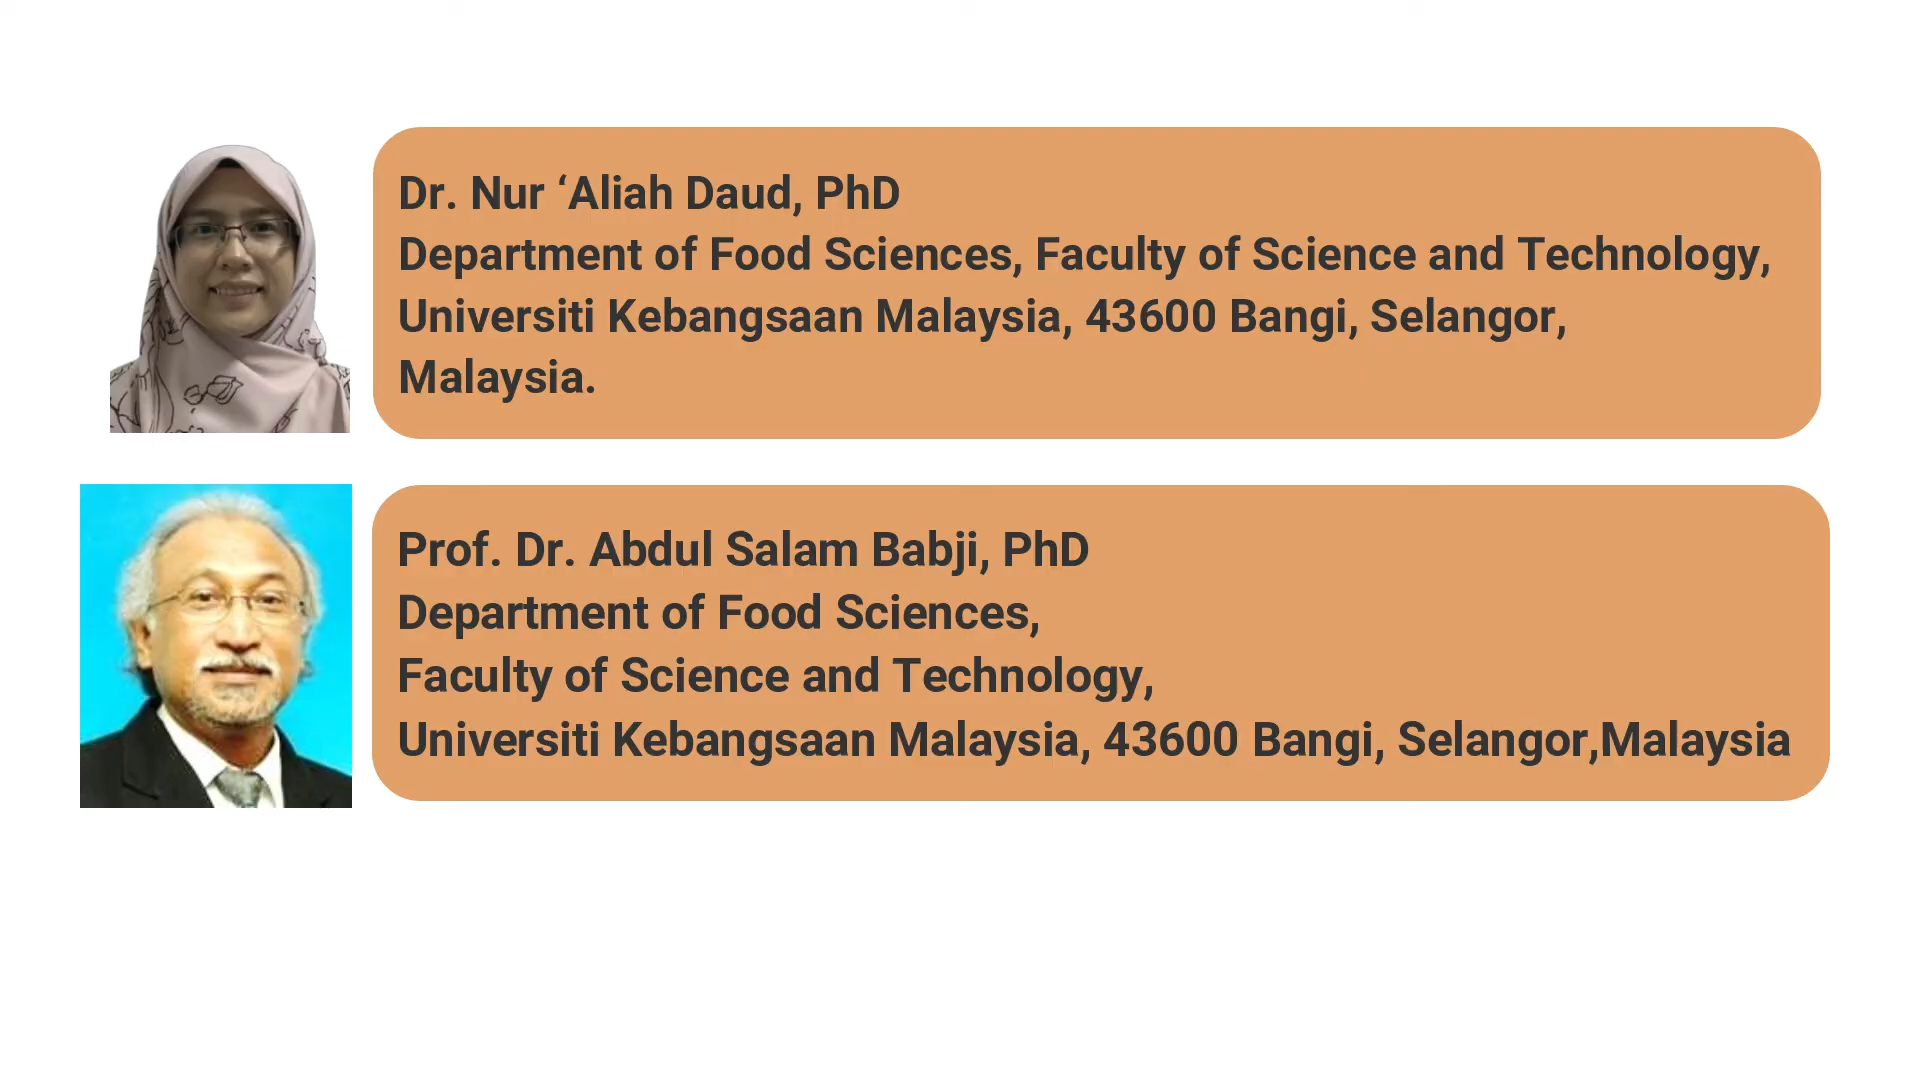 Dr. Nur ‘Aliah Daud, PhD
Department of Food Sciences, Faculty of Science and Technology,
Universiti Kebangsaan Malaysia, 43600 Bangi, Selangor,
Malaysia.
Prof. Dr. Abdul Salam Babji, PhD
Department of Food Sciences,
Faculty of Science and Technology,
Universiti Kebangsaan Malaysia, 43600 Bangi, Selangor,Malaysia